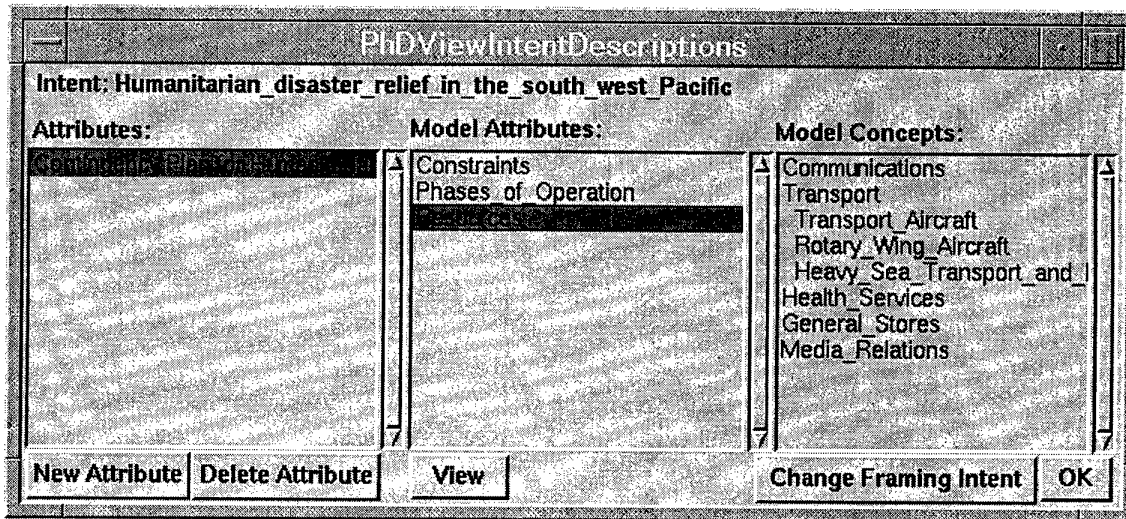 PhDViewIntentDescriptions
Intent: Humanitarian_disaster_relief_in_the_south_west_Pacific
Attributes:
Model Attributes:
Constraints
Phases_of_Operation
Model Concepts:
Communications
Transport
Transport_Aircraft
Rotary_Wing_Aircraft
Heavy_Sea_Transport_and_
Health_Services
General_Stores
Media_Relations
New Attribute
Delete Attribute
View
Change Framing Intent
OK